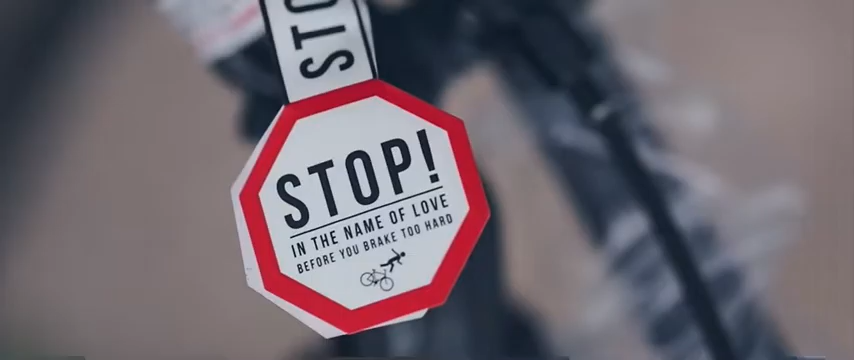 STO
STOP!
IN THE NAME OF LOVE
BEFORE YOU BRAKE TOO HARD